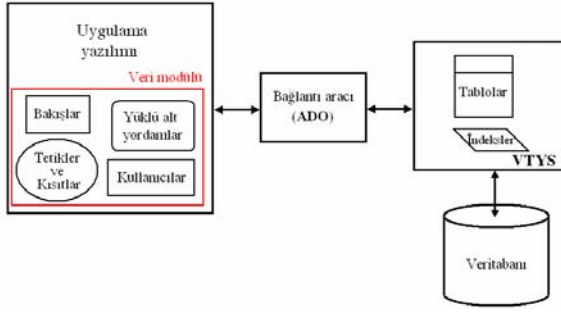 Uygulama
yazılımı
Veri modülü
Bakışlar
Yüklü alt
yordamlar
Tetikler
ve
Kısıtlar
Kullanıcılar
Bağlantı aracı
(ADO)
Tablolar
İndeksler
VTYS
Veritabanı